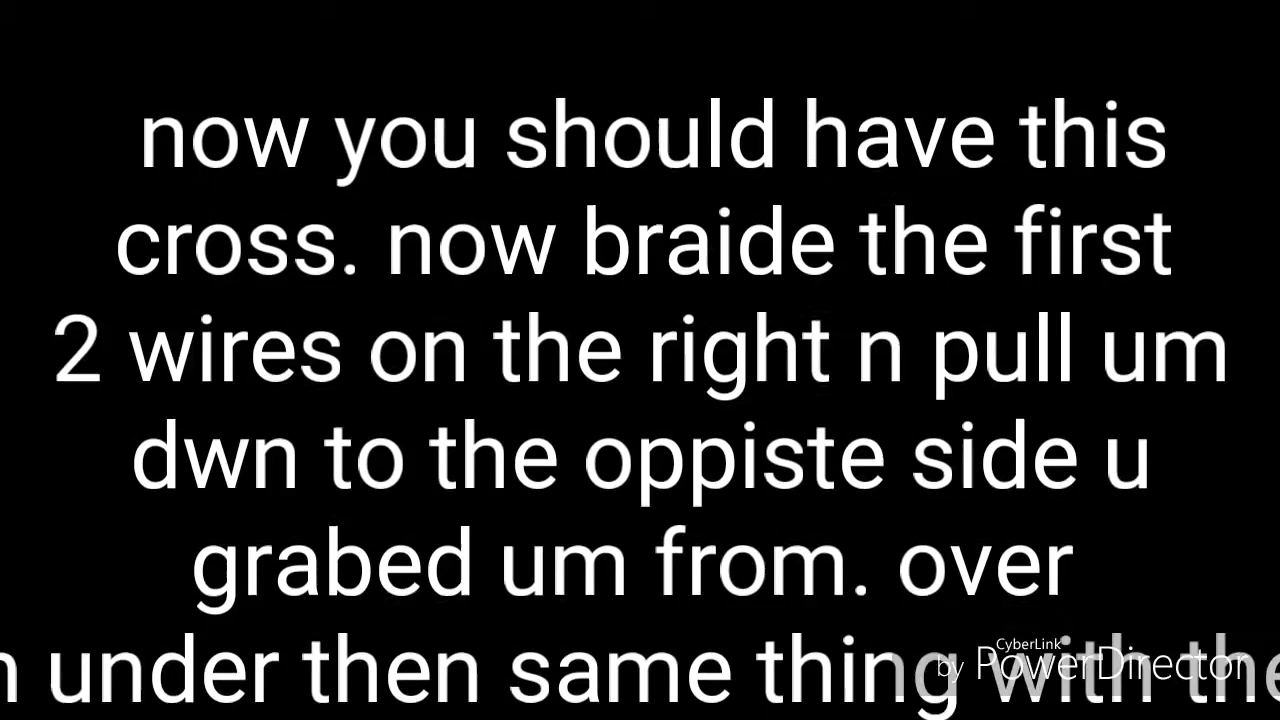 now you should have this
cross. now braide the first
2 wires on the right n pull um
dwn to the oppiste side u
grabed um from. over
n under then same thing with the
CyberLink
by PowerDirector